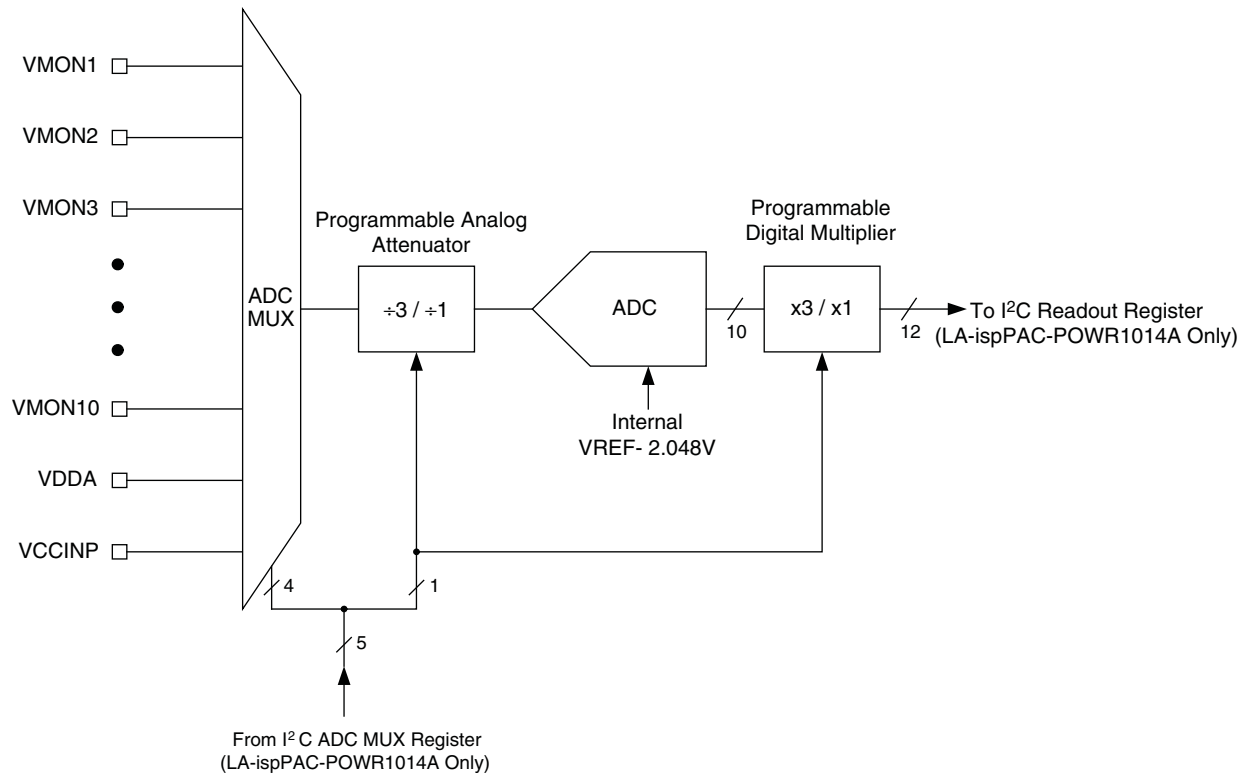 VMON1
VMON2
VMON3
VMON10
VDDA
VCCINP
ADC
MUX
Programmable Analog
Attenuator
÷3 / ÷1
ADC
Internal
VREF- 2.048V
10
Programmable
Digital Multiplier
x3 / x1
12
To I²C Readout Register
(LA-ispPAC-POWR1014A Only)
4
1
5
From I² C ADC MUX Register
(LA-ispPAC-POWR1014A Only)